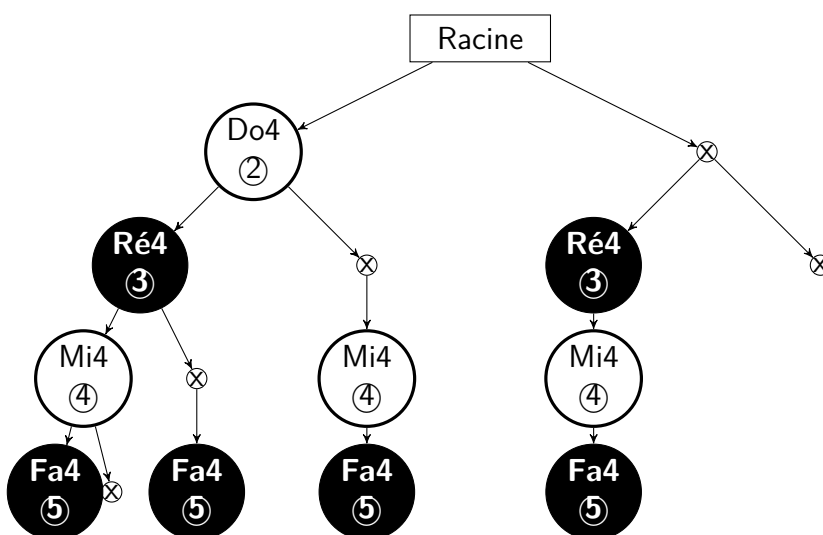 Racine
Do4
②
x
Ré4
③
x
Ré4
③
x
Mi4
④
x
Mi4
④
Mi4
④
Fa4
⑤
x
Fa4
⑤
Fa4
⑤
Fa4
⑤